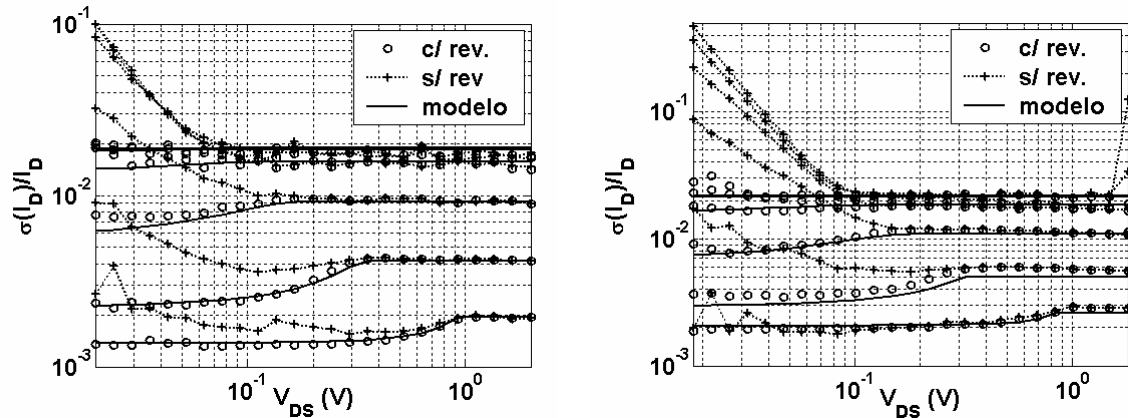 10⁻¹
c/ rev.
s/ rev
modelo
σ(I_D)/I_D
10⁻²
10⁻³
10⁻¹
10⁰
V_DS (V)
c/ rev.
s/ rev.
modelo
10⁻¹
σ(I_D)/I_D
10⁻²
10⁻³
10⁻¹
10⁰
V_DS (V)